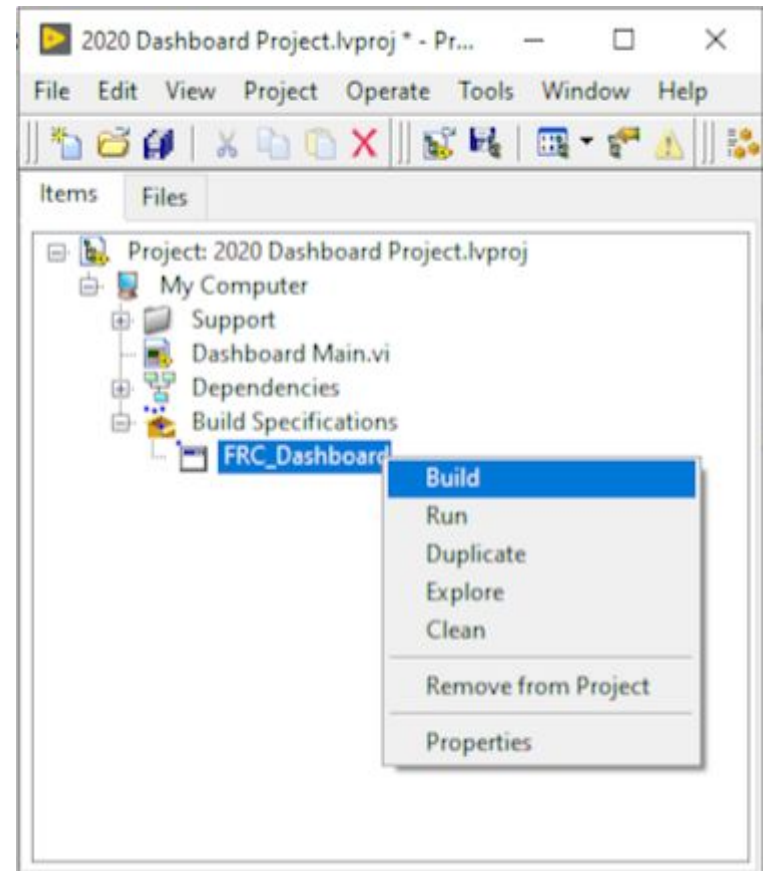 2020 Dashboard Project.lvproj * - Pr...
File Edit View Project Operate Tools Window Help
Items Files
Project: 2020 Dashboard Project.lvproj
My Computer
Support
Dashboard Main.vi
Dependencies
Build Specifications
FRC_Dashboard
Build
Run
Duplicate
Explore
Clean
Remove from Project
Properties